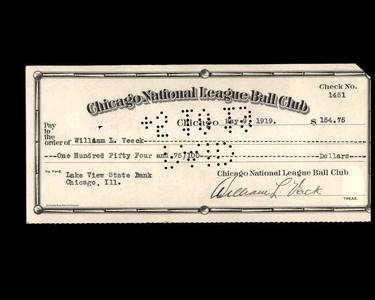 Check No.
1451
Chicago National League Ball Club
Chicago, May 1919. $ 154.75
Pay
to
the
order of William L. Veeck
One Hundred Fifty Four and 75/100 Dollars
To Lake View State Bank
Chicago, Ill.
Chicago National League Ball Club
William L. Veeck
TREAS.